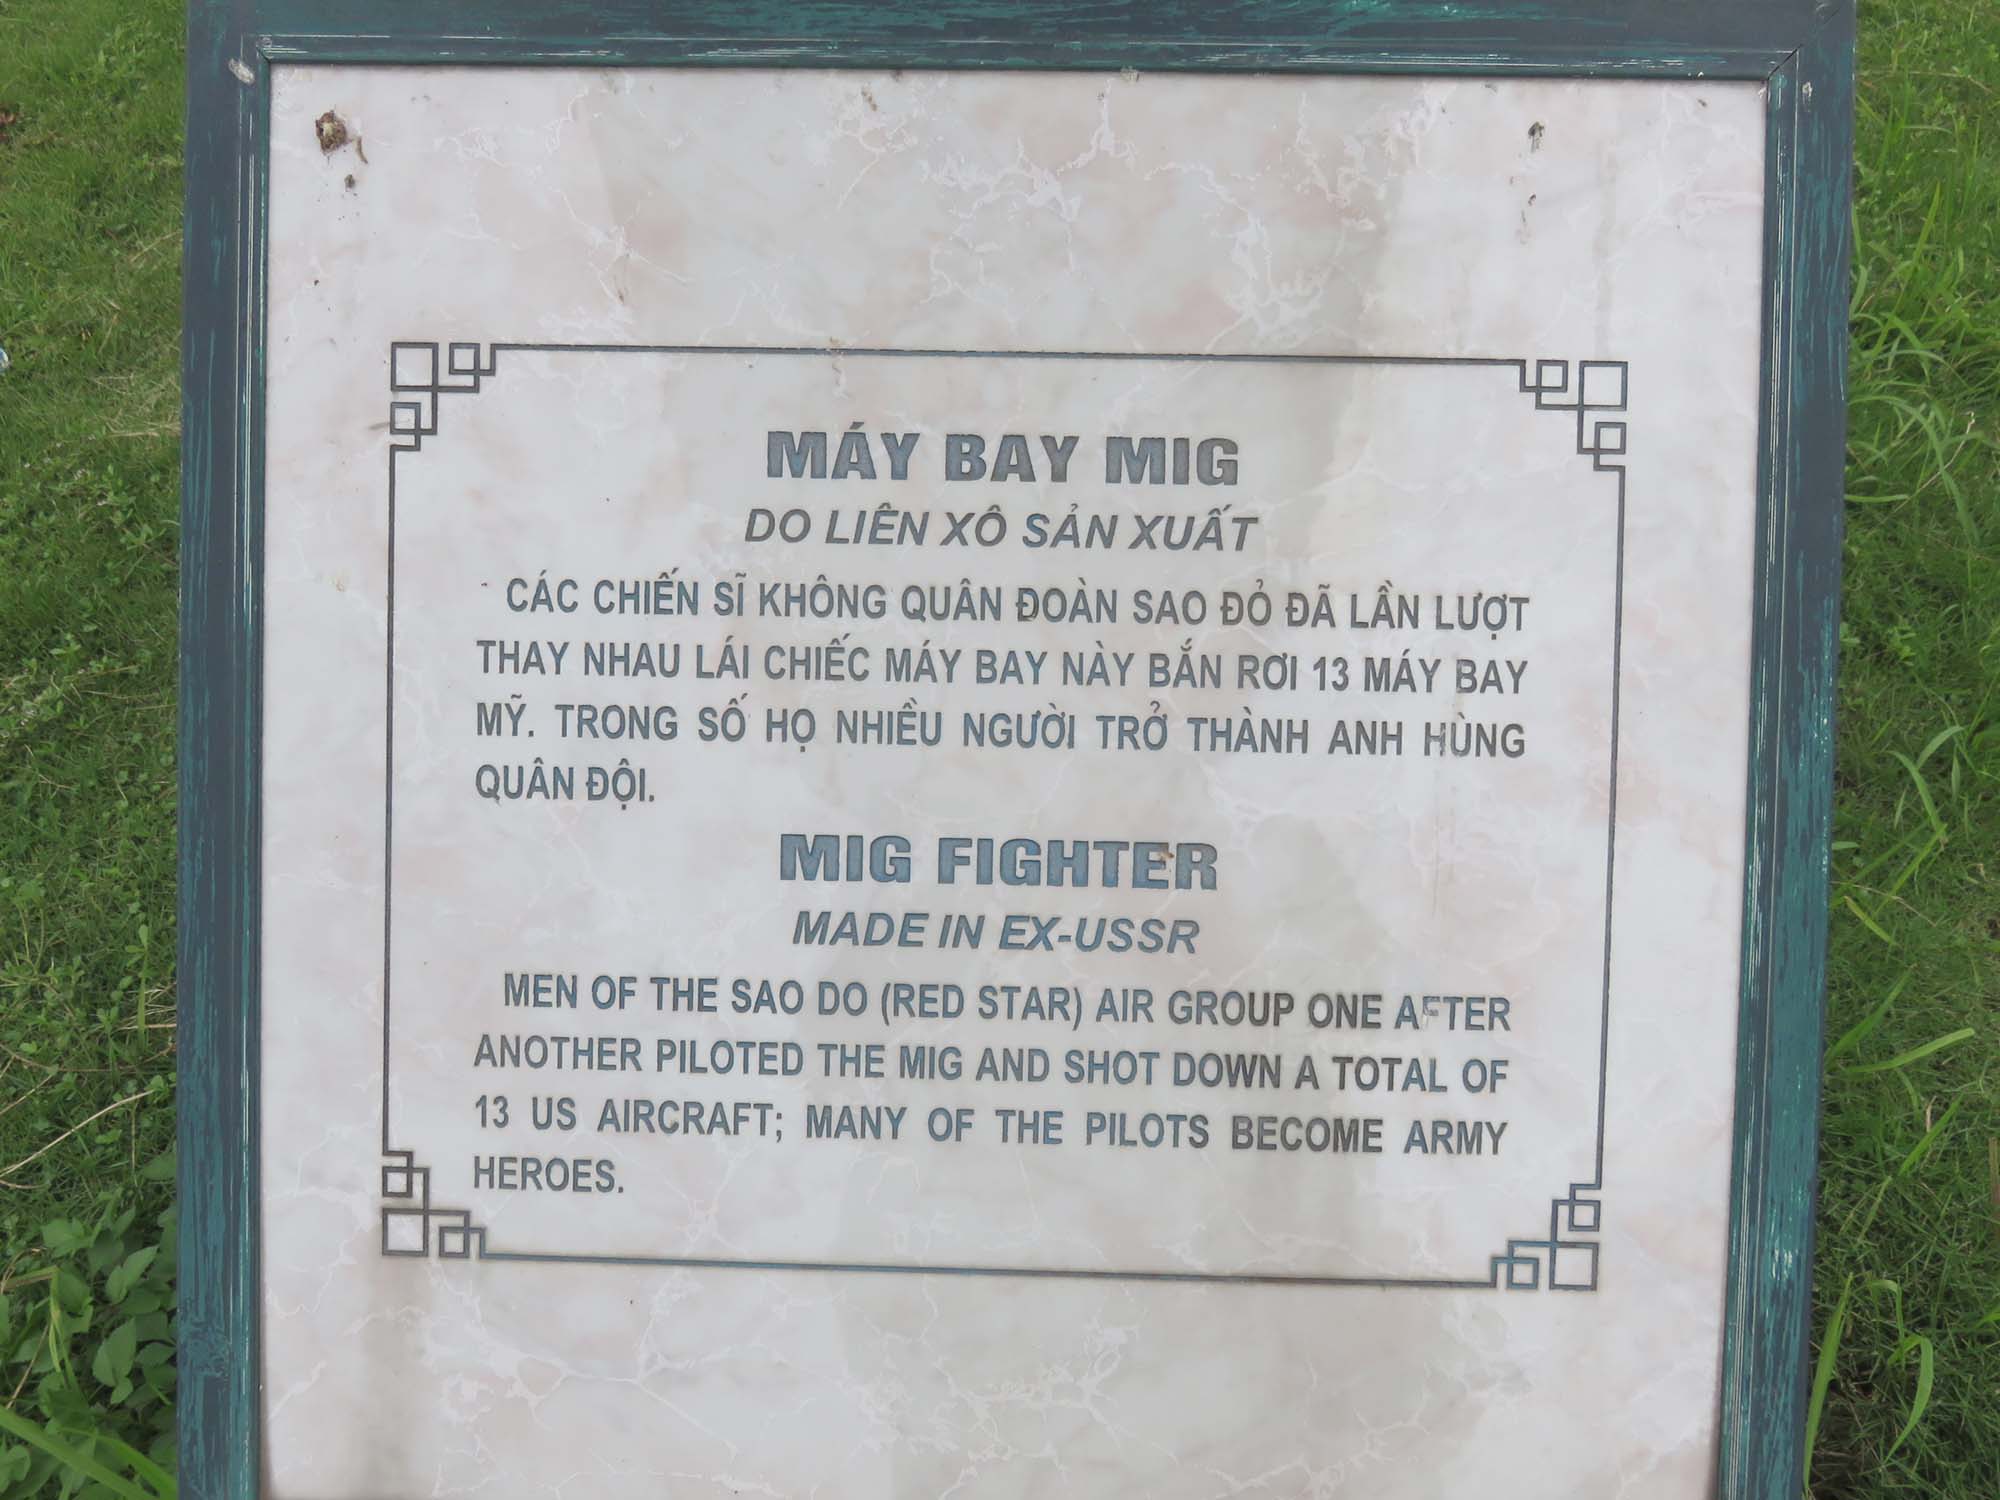 MÁY BAY MIG
DO LIÊN XÔ SẢN XUẤT
CÁC CHIẾN SĨ KHÔNG QUÂN ĐOÀN SAO ĐỎ ĐÃ LẦN LƯỢT
THAY NHAU LÁI CHIẾC MÁY BAY NÀY BẮN RƠI 13 MÁY BAY
MỸ. TRONG SỐ HỌ NHIỀU NGƯỜI TRỞ THÀNH ANH HÙNG
QUÂN ĐỘI.
MIG FIGHTER
MADE IN EX-USSR
MEN OF THE SAO DO (RED STAR) AIR GROUP ONE AFTER
ANOTHER PILOTED THE MIG AND SHOT DOWN A TOTAL OF
13 US AIRCRAFT; MANY OF THE PILOTS BECOME ARMY
HEROES.